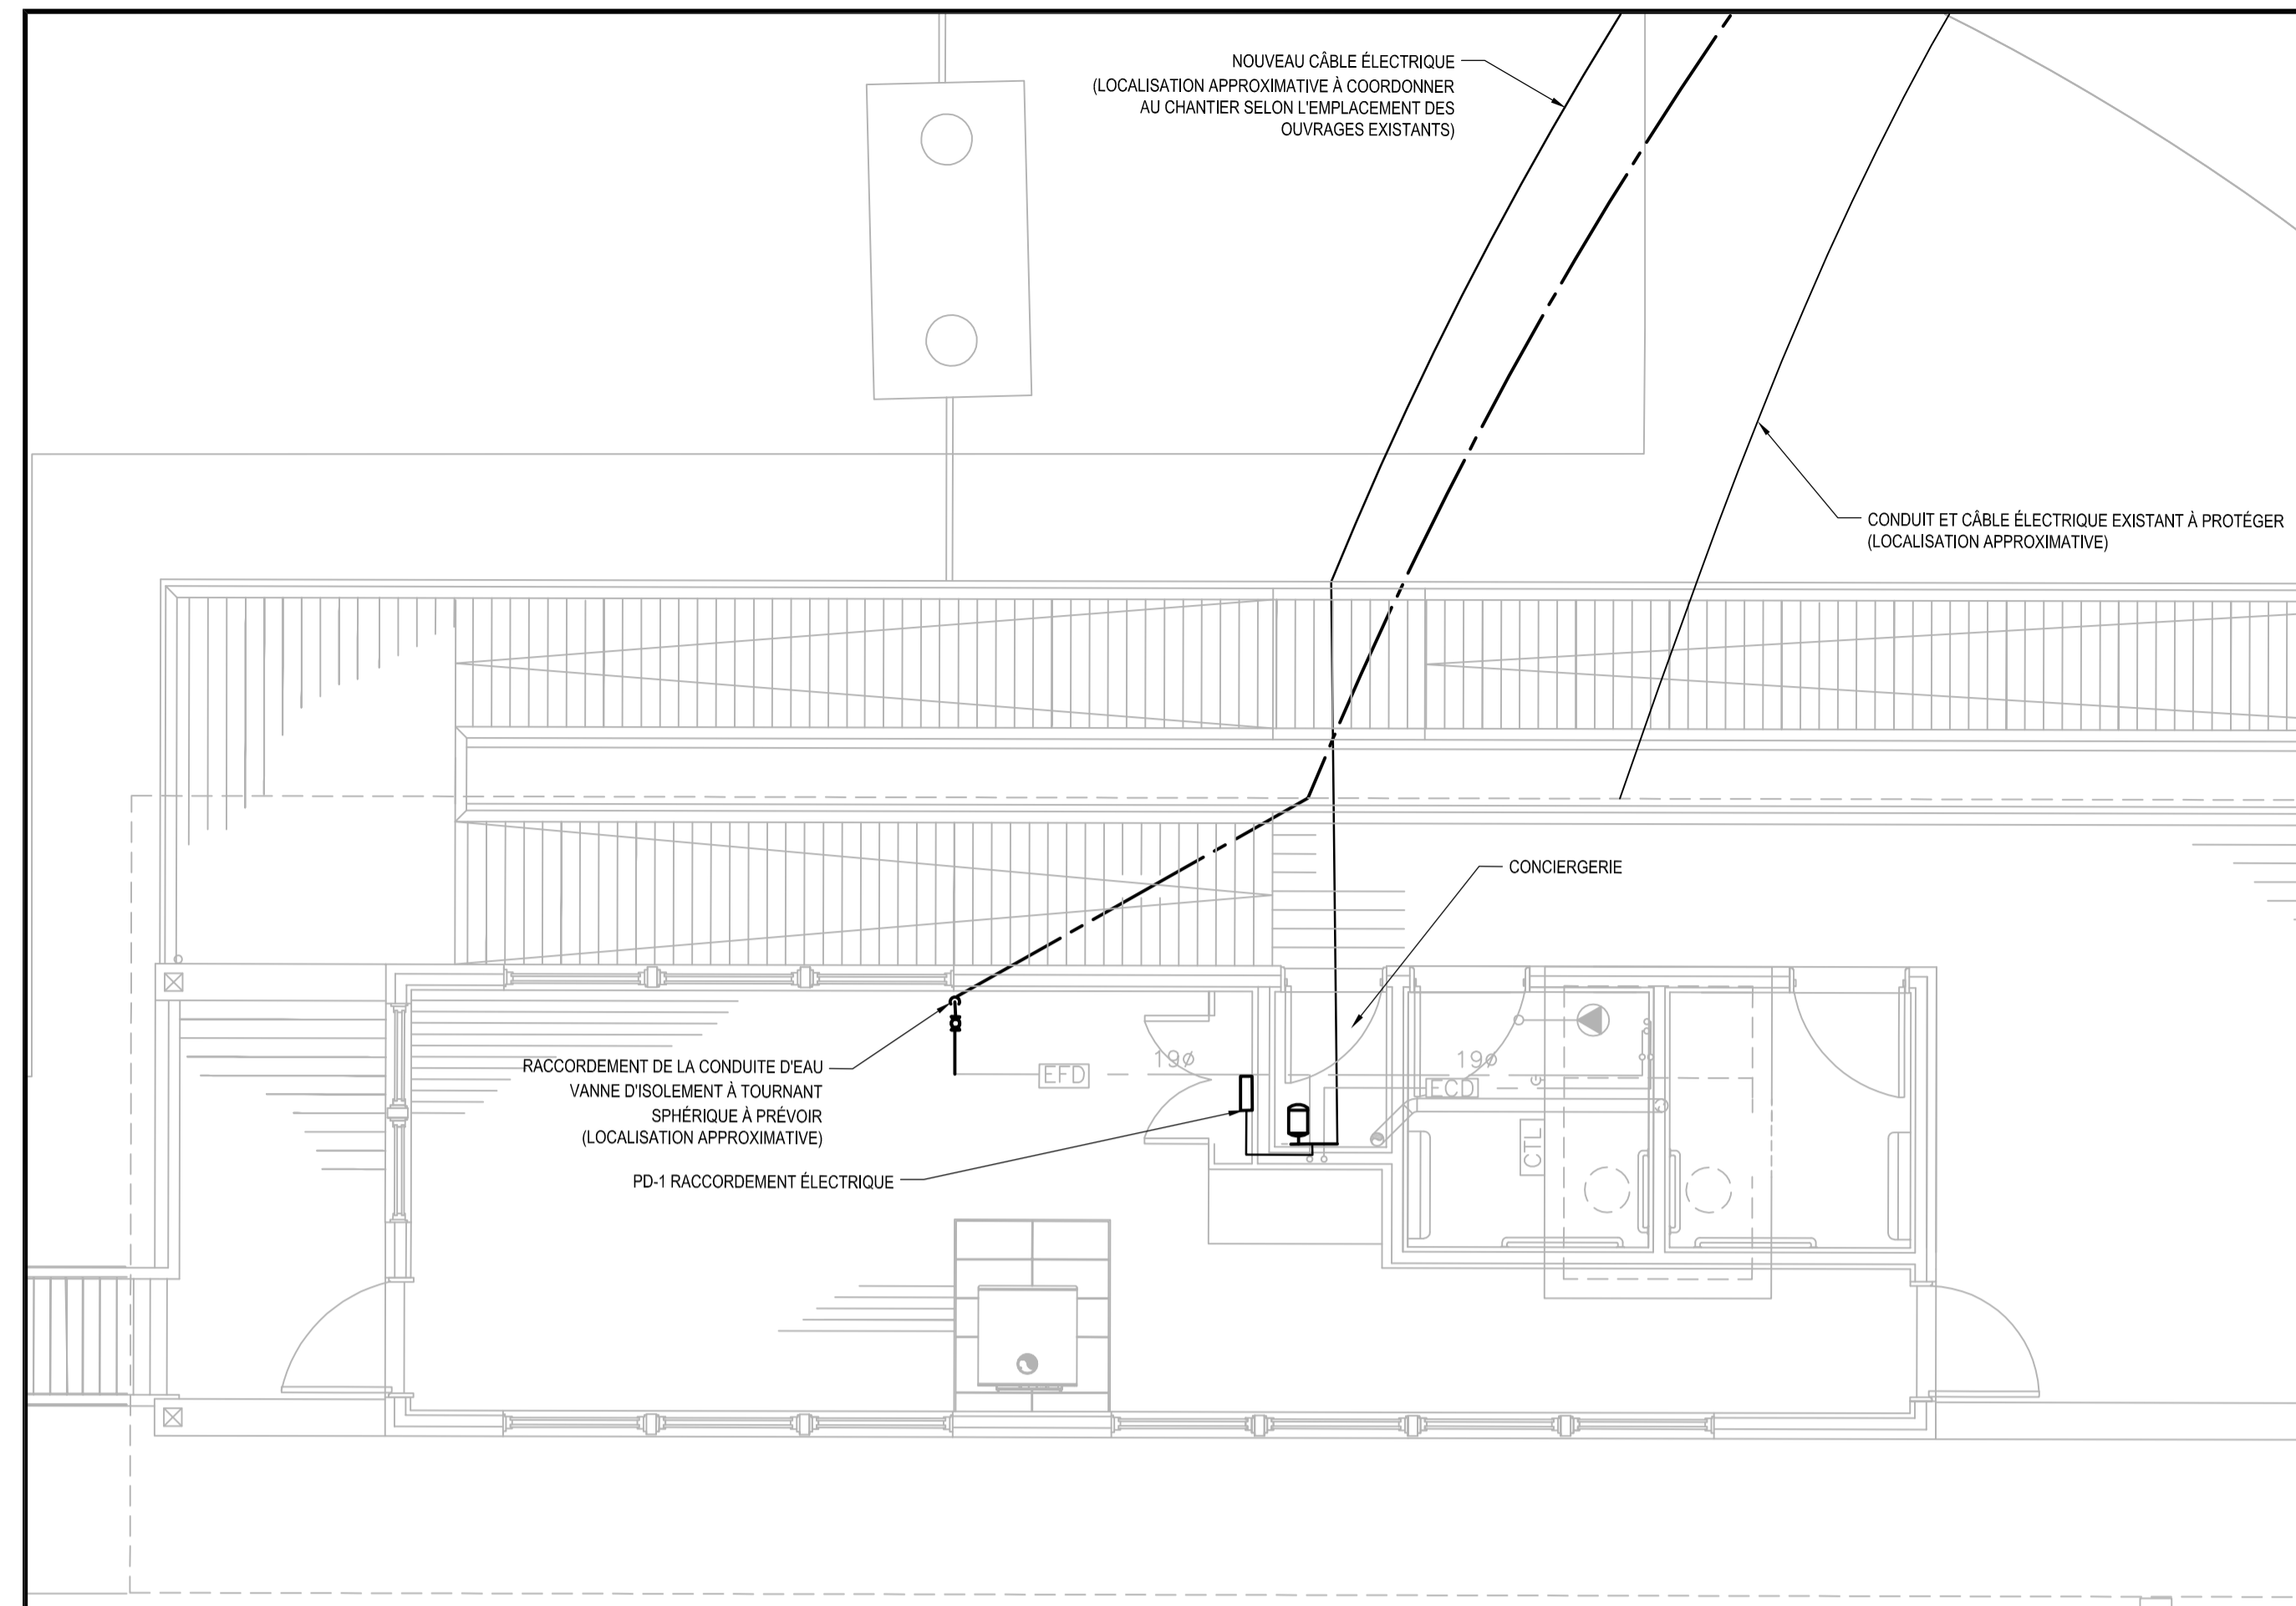 NOUVEAU CÂBLE ÉLECTRIQUE
(LOCALISATION APPROXIMATIVE À COORDONNER
AU CHANTIER SELON L'EMPLACEMENT DES
OUVRAGES EXISTANTS)
CONDUIT ET CÂBLE ÉLECTRIQUE EXISTANT À PROTÉGER
(LOCALISATION APPROXIMATIVE)
CONCIERGERIE
RACCORDEMENT DE LA CONDUITE D'EAU
VANNE D'ISOLEMENT À TOURNANT
SPHÉRIQUE À PRÉVOIR
(LOCALISATION APPROXIMATIVE)
EFD
19ø
19ø
ECD
CTL
PD-1 RACCORDEMENT ÉLECTRIQUE